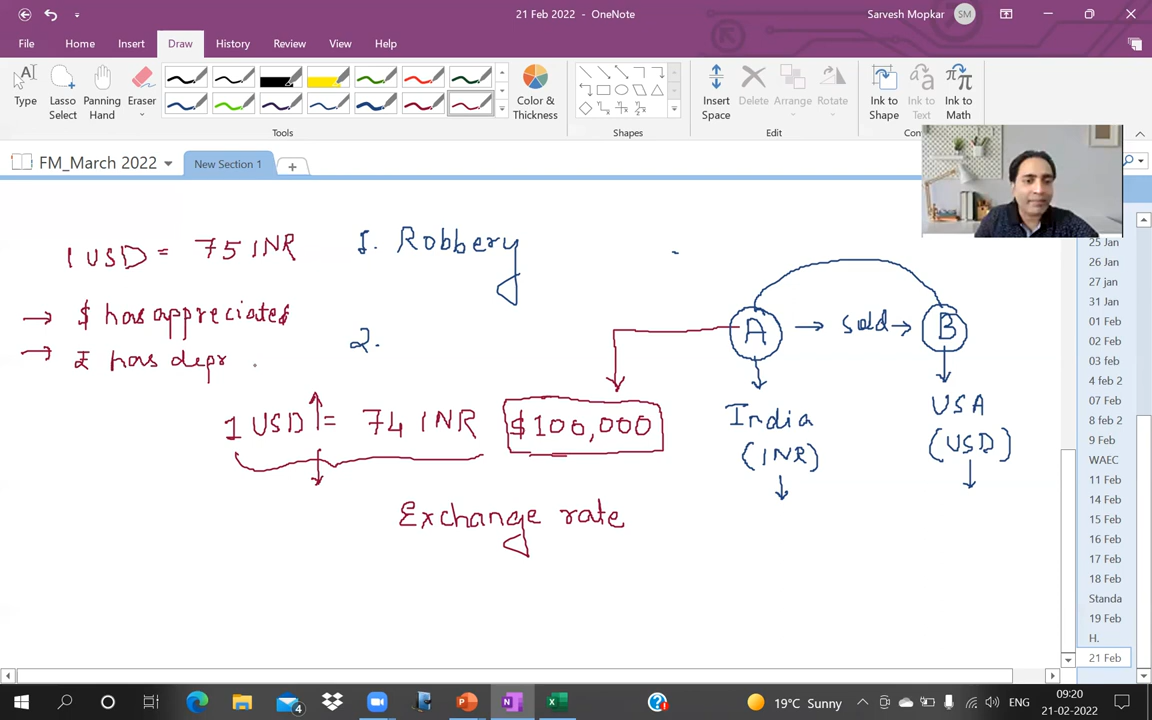 21 Feb 2022 - OneNote
Sarvesh Mopkar
SM
File Home Insert Draw History Review View Help
Type
Lasso Select
Panning Hand
Eraser
Color & Thickness
Insert Space
Delete
Arrange
Rotate
Ink to Shape
Ink to Text
Ink to Math
Tools
Shapes
Edit
FM_March 2022
New Section 1
1 USD = 75 INR
→ $ has appreciates
→ ₹ has depr
1. Robbery
2.
A → sold → B
India
(INR)
USA
(USD)
1 USD = 74 INR
$100,000
Exchange rate
25 Jan
26 Jan
27 jan
31 Jan
01 Feb
02 Feb
03 feb
4 feb 2
07 Feb
8 feb 2
9 Feb
WAEC
11 Feb
14 Feb
15 Feb
16 Feb
17 Feb
18 Feb
Standa
19 Feb
H.
21 Feb
4
19°C Sunny
ENG
09:20
21-02-2022